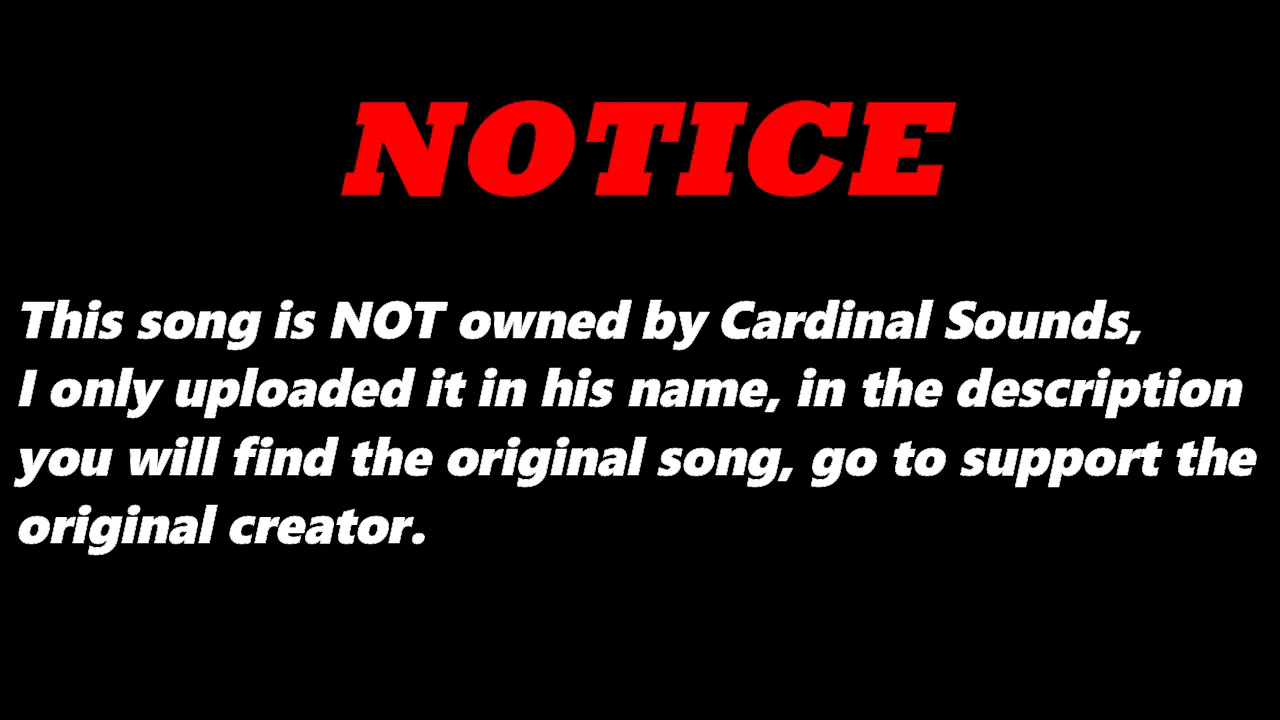 NOTICE
This song is NOT owned by Cardinal Sounds,
I only uploaded it in his name, in the description
you will find the original song, go to support the
original creator.